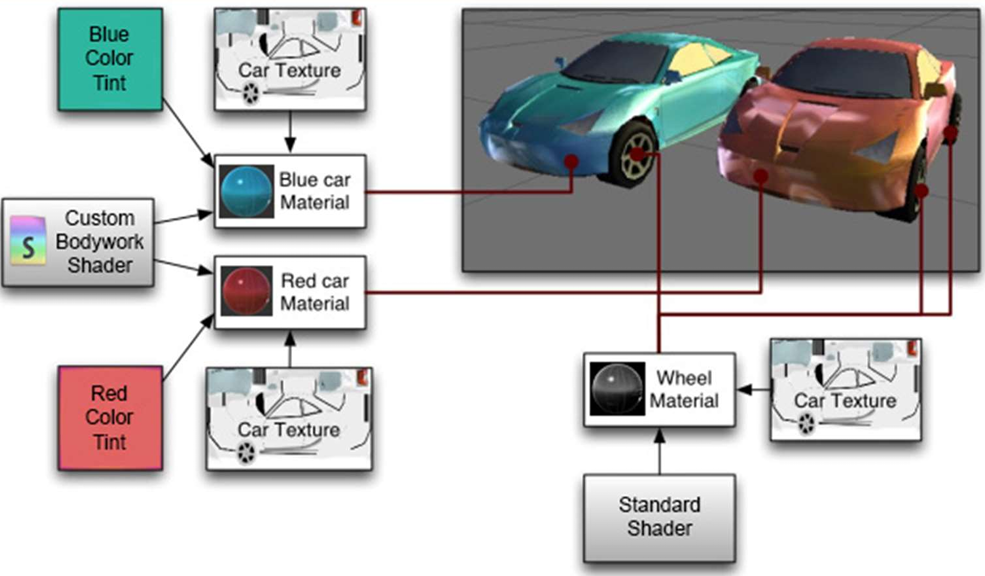 Blue
Color
Tint
Car Texture
Blue car
Material
Custom
Bodywork
Shader
S
Red car
Material
Red
Color
Tint
Car Texture
Wheel
Material
Car Texture
Standard
Shader